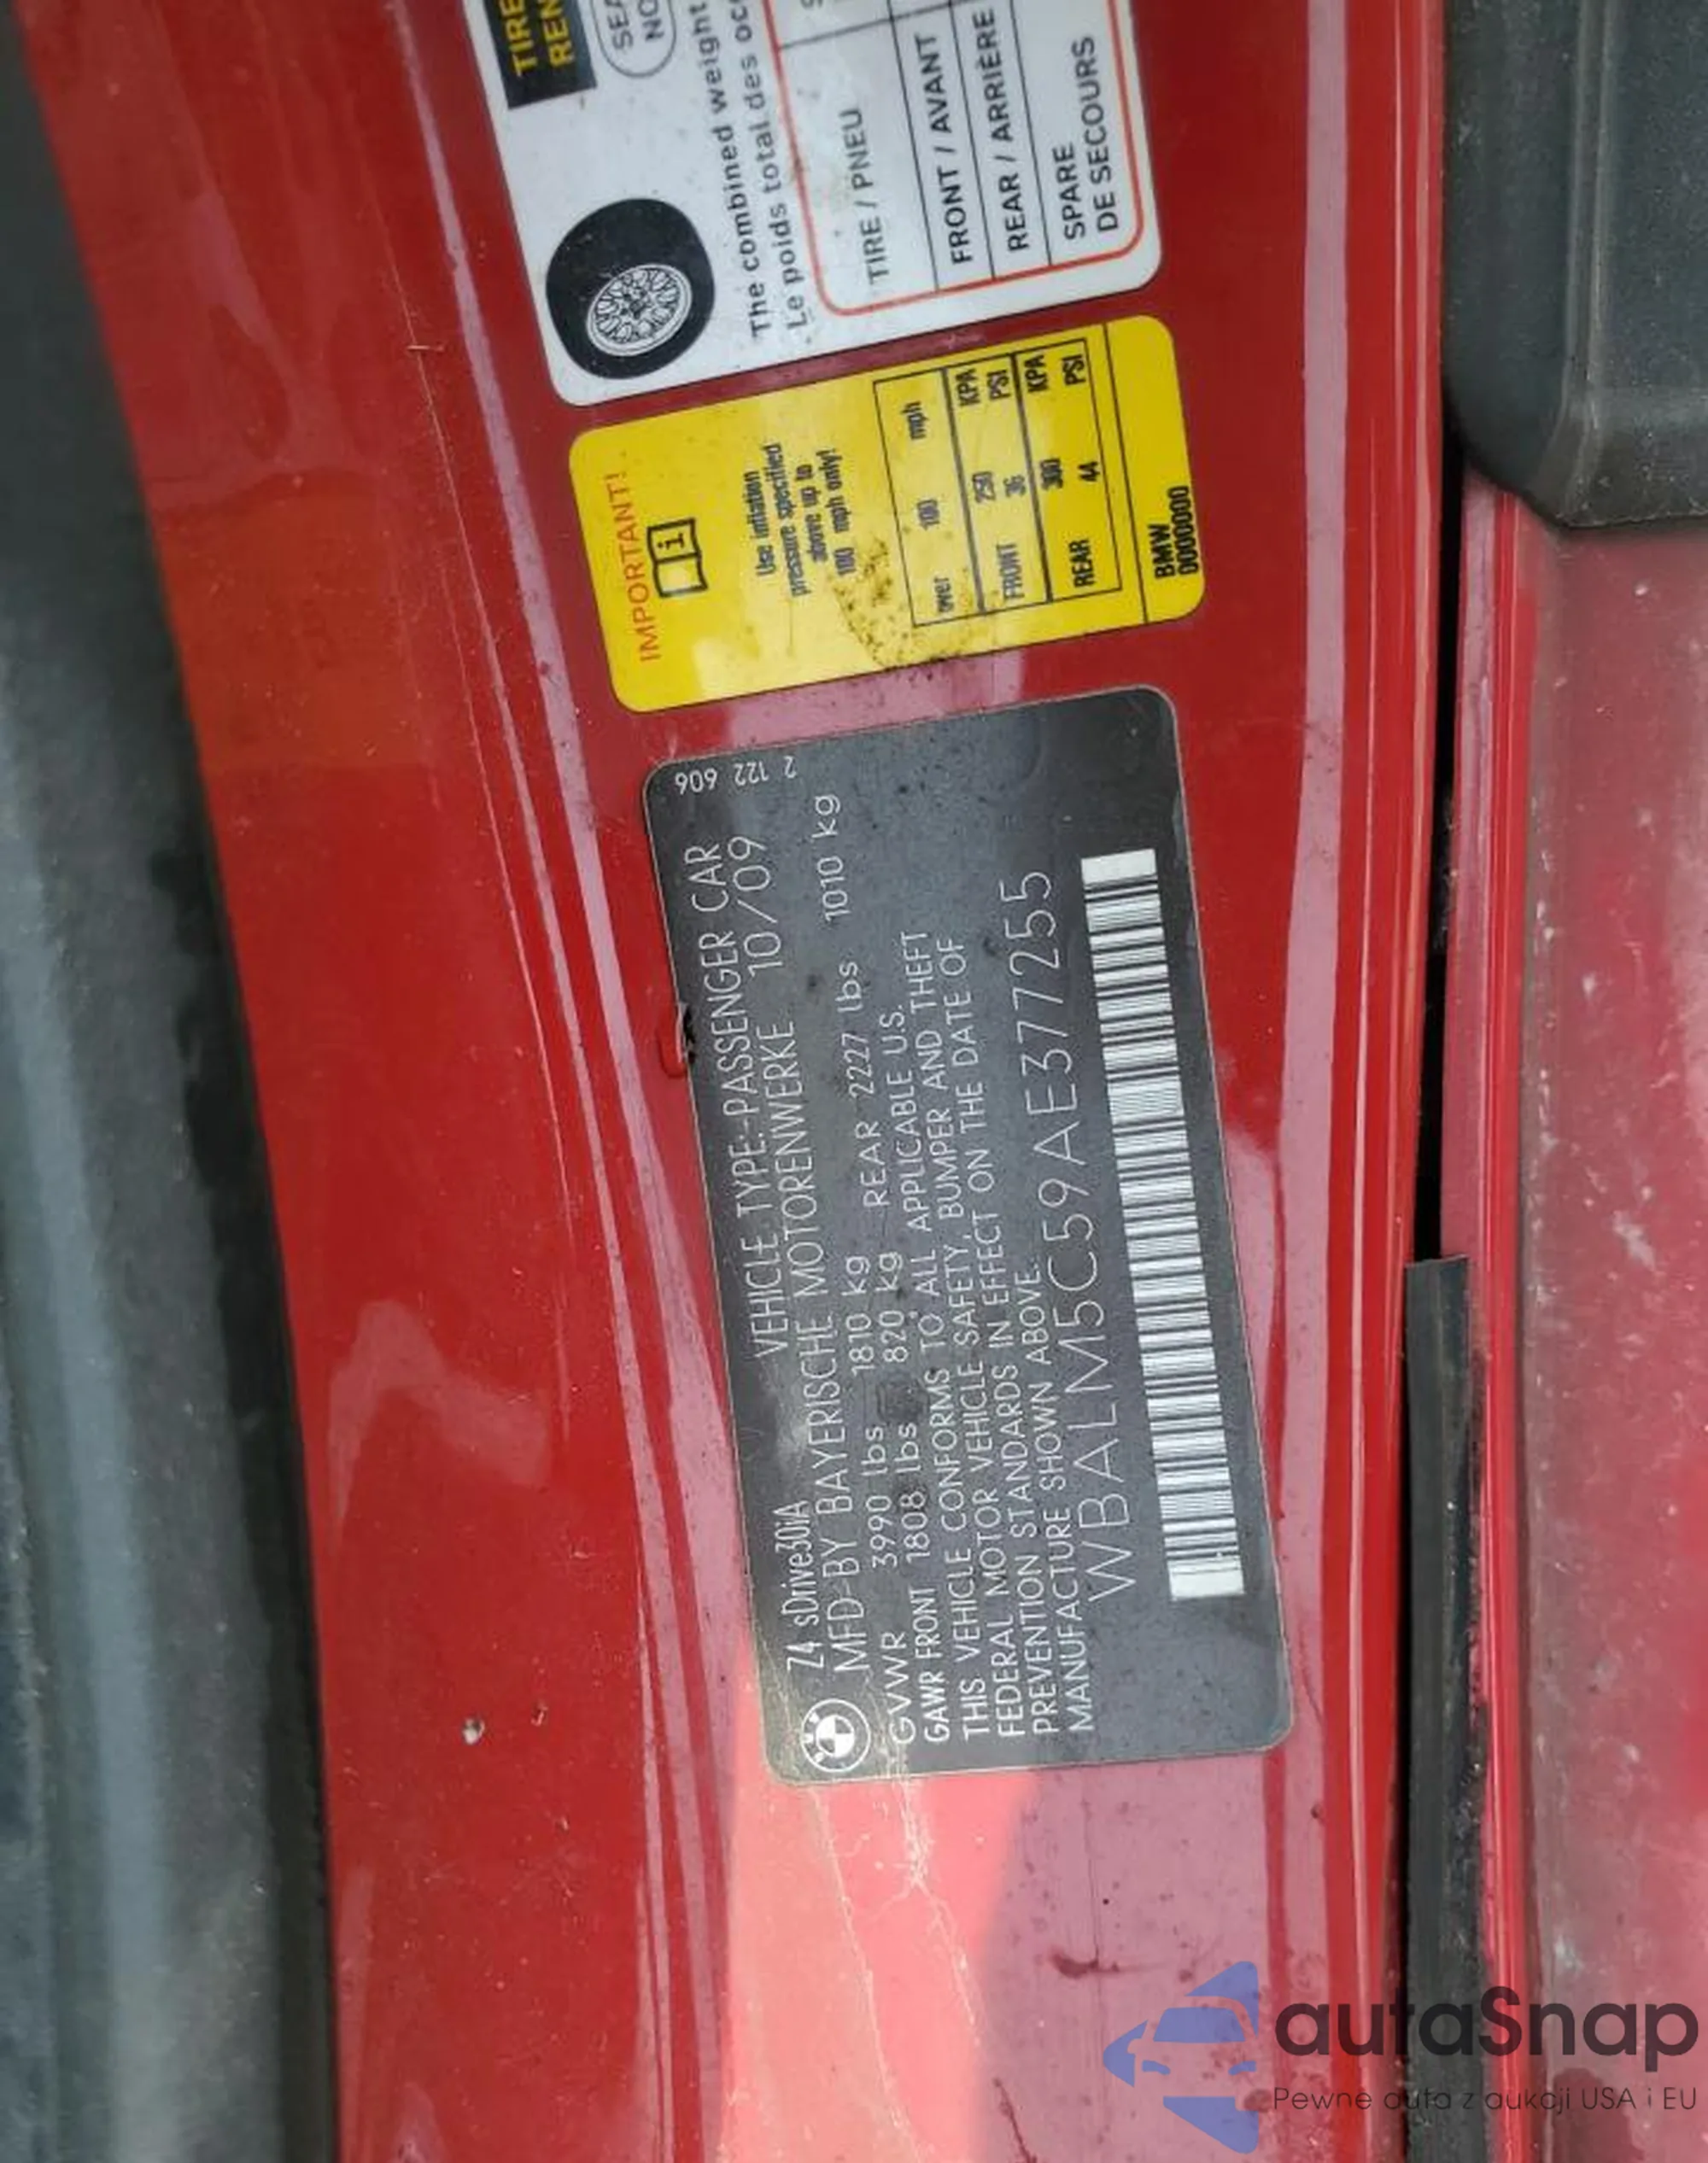 TIRE
REN
SEA
NO
The combined weight
Le poids total des occ
TIRE / PNEU
FRONT / AVANT
REAR / ARRIÈRE
SPARE
DE SECOURS
IMPORTANT!
Use inflation
pressure specified
above up to
100 mph only!
over 100 mph
FRONT 250 KPA
36 PSI
REAR 300 KPA
44 PSI
BMW
0000000
2 122 606
Z4 sDrive30iA VEHICLE TYPE:-PASSENGER CAR
MFD-BY BAYERISCHE MOTORENWERKE 10/09
GVWR 3990 lbs 1810 kg
GAWR FRONT 1808 lbs 820 kg REAR 2227 lbs 1010 kg
THIS VEHICLE CONFORMS TO ALL APPLICABLE U.S.
FEDERAL MOTOR VEHICLE SAFETY, BUMPER AND THEFT
PREVENTION STANDARDS IN EFFECT ON THE DATE OF
MANUFACTURE SHOWN ABOVE.
WBALM5C59AE377255
autaSnap
Pewne auta z aukcji USA i EU